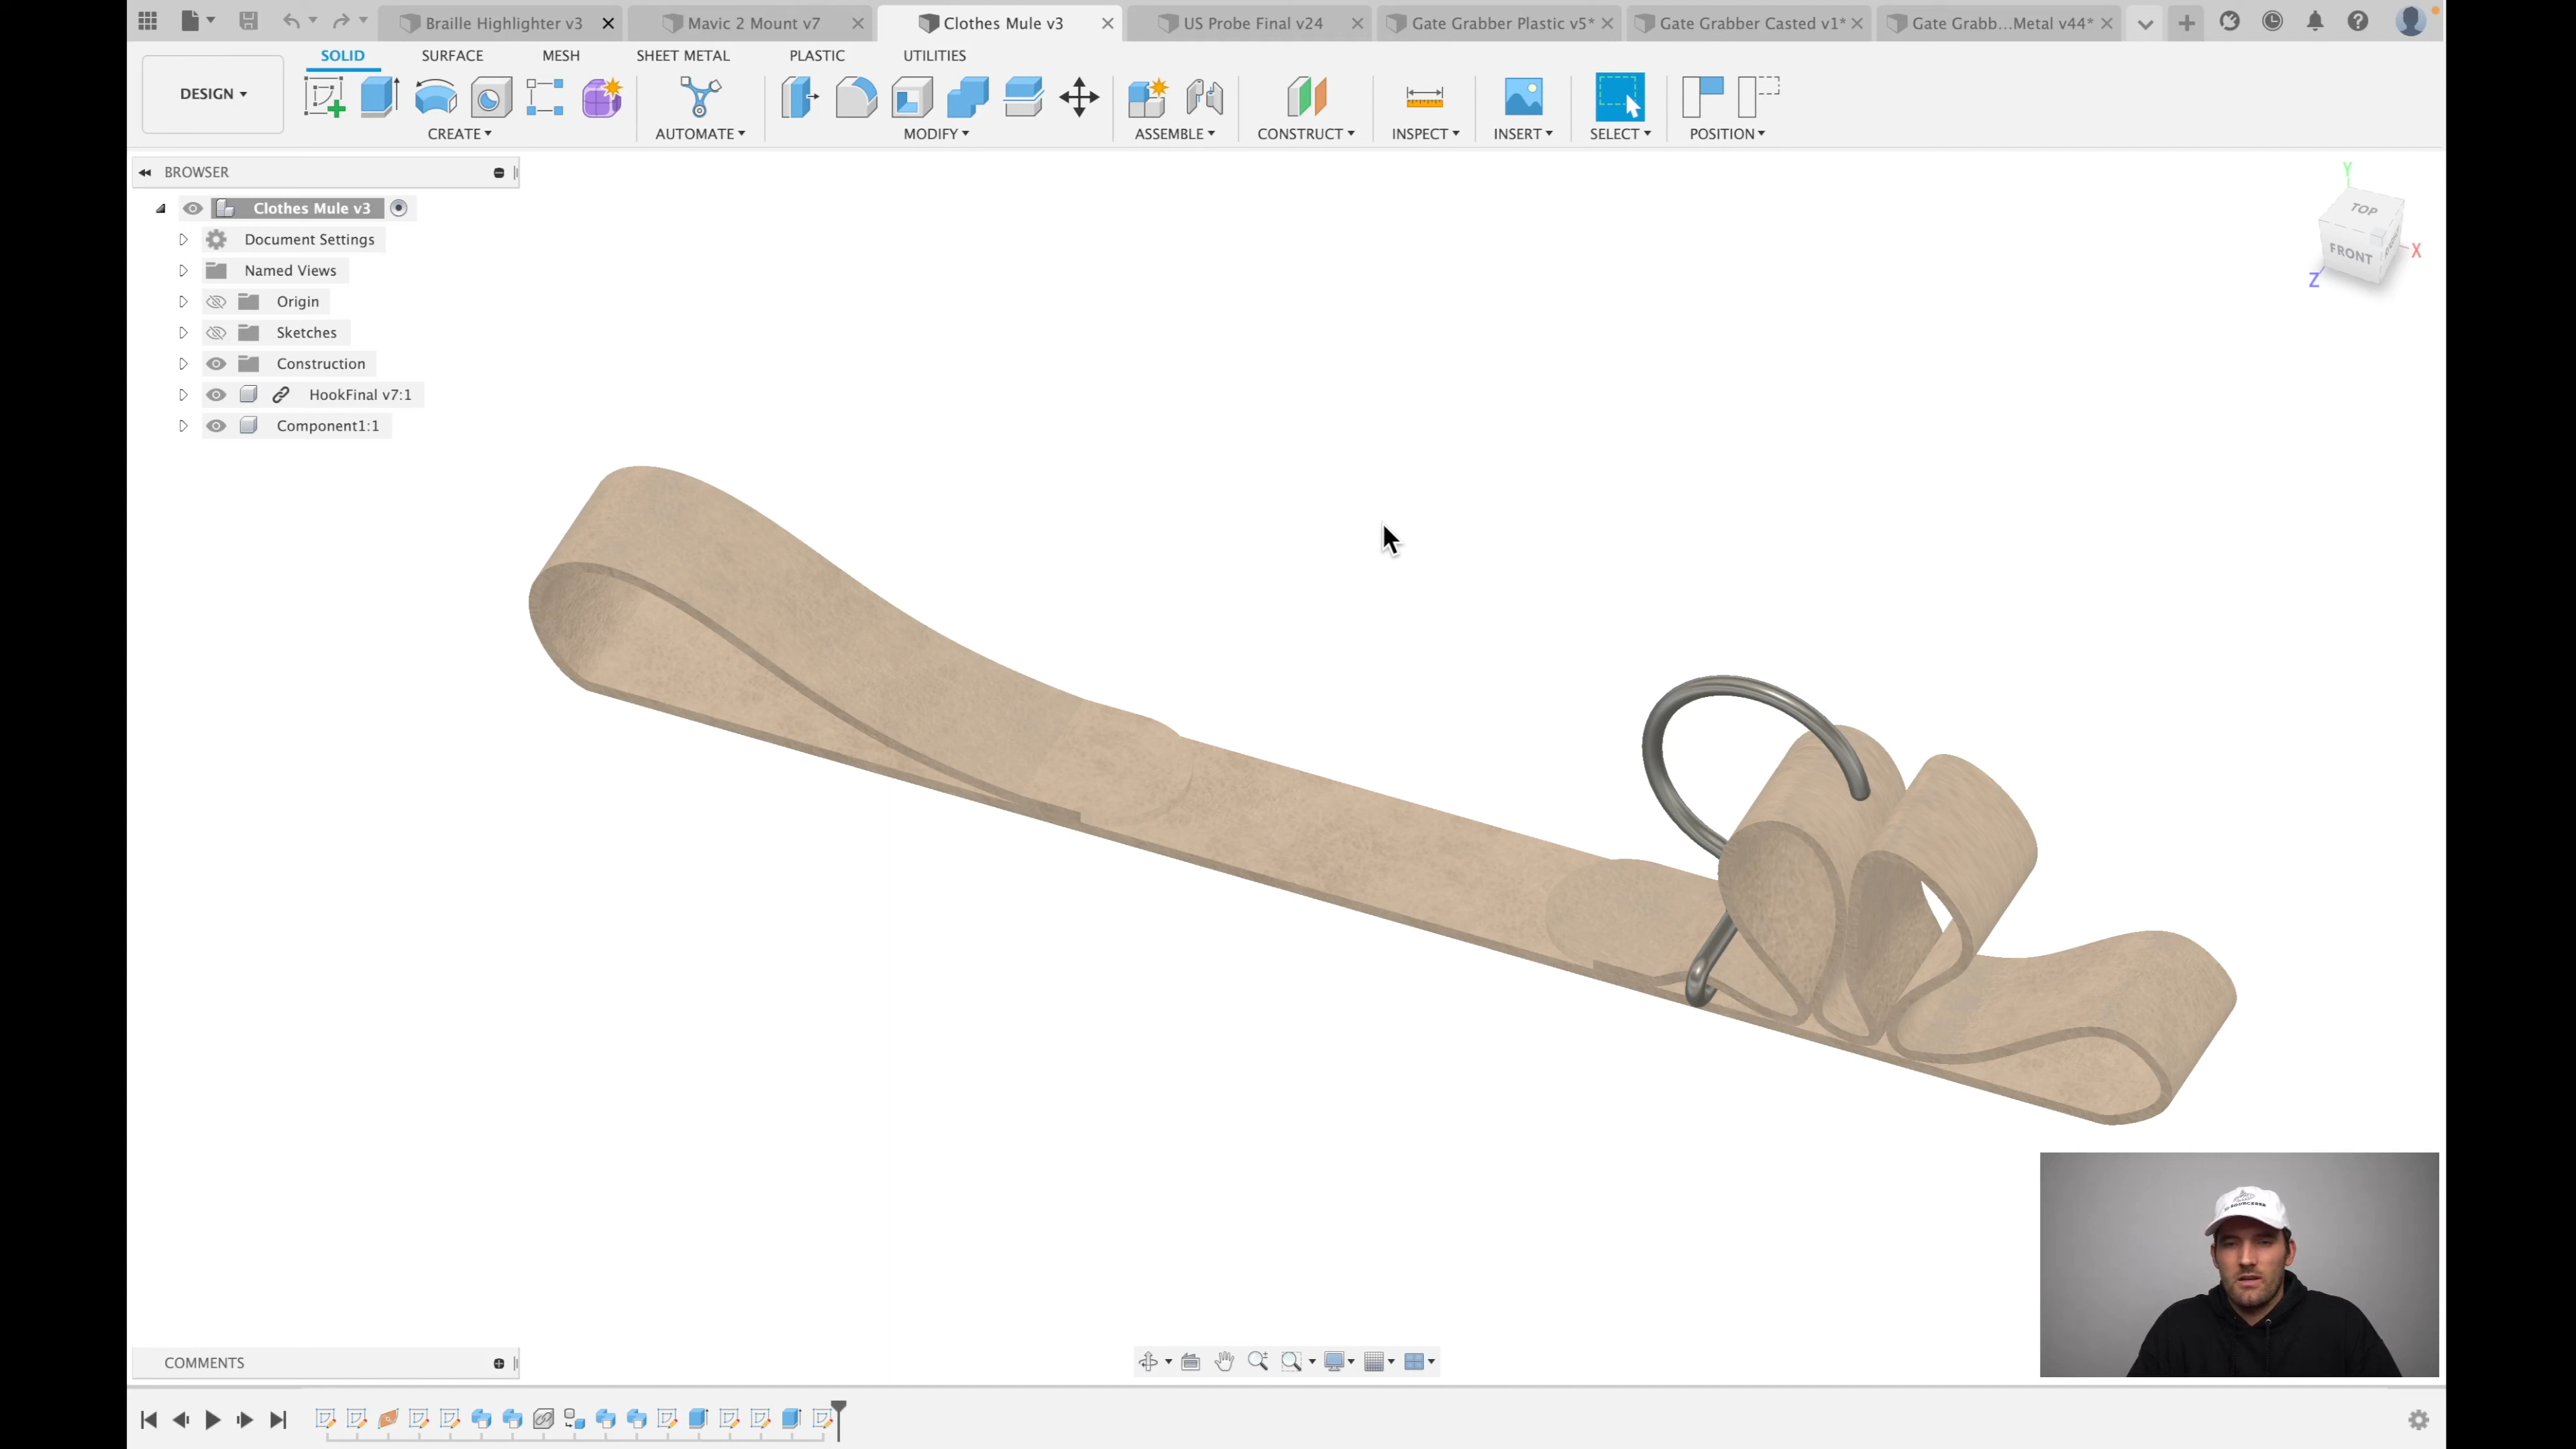 Braille Highlighter v3
Mavic 2 Mount v7
Clothes Mule v3
US Probe Final v24
Gate Grabber Plastic v5*
Gate Grabber Casted v1*
Gate Grabb...Metal v44*
SOLID
SURFACE
MESH
SHEET METAL
PLASTIC
UTILITIES
DESIGN
CREATE
AUTOMATE
MODIFY
ASSEMBLE
CONSTRUCT
INSPECT
INSERT
SELECT
POSITION
BROWSER
Clothes Mule v3
Document Settings
Named Views
Origin
Sketches
Construction
HookFinal v7:1
Component1:1
Y
TOP
FRONT
X
Z
COMMENTS